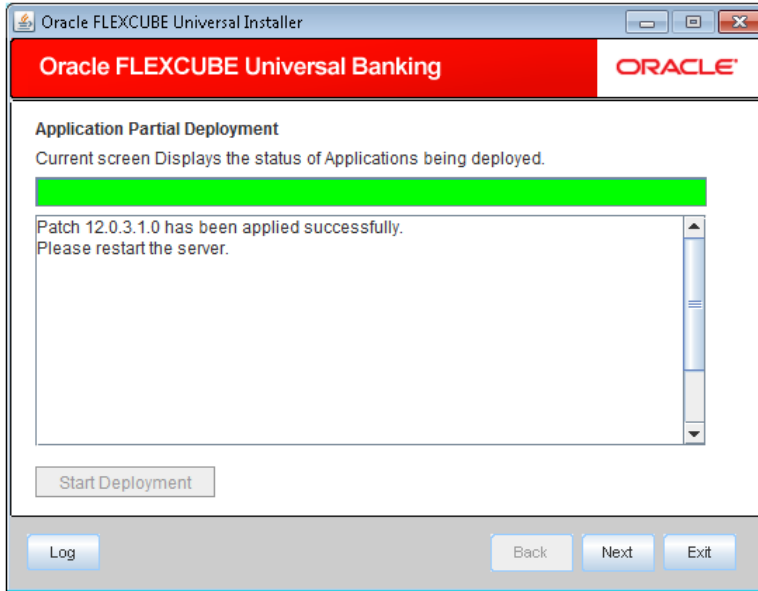 Oracle FLEXCUBE Universal Installer
Oracle FLEXCUBE Universal Banking
ORACLE
Application Partial Deployment
Current screen Displays the status of Applications being deployed.
Patch 12.0.3.1.0 has been applied successfully.
Please restart the server.
Start Deployment
Log Back Next Exit